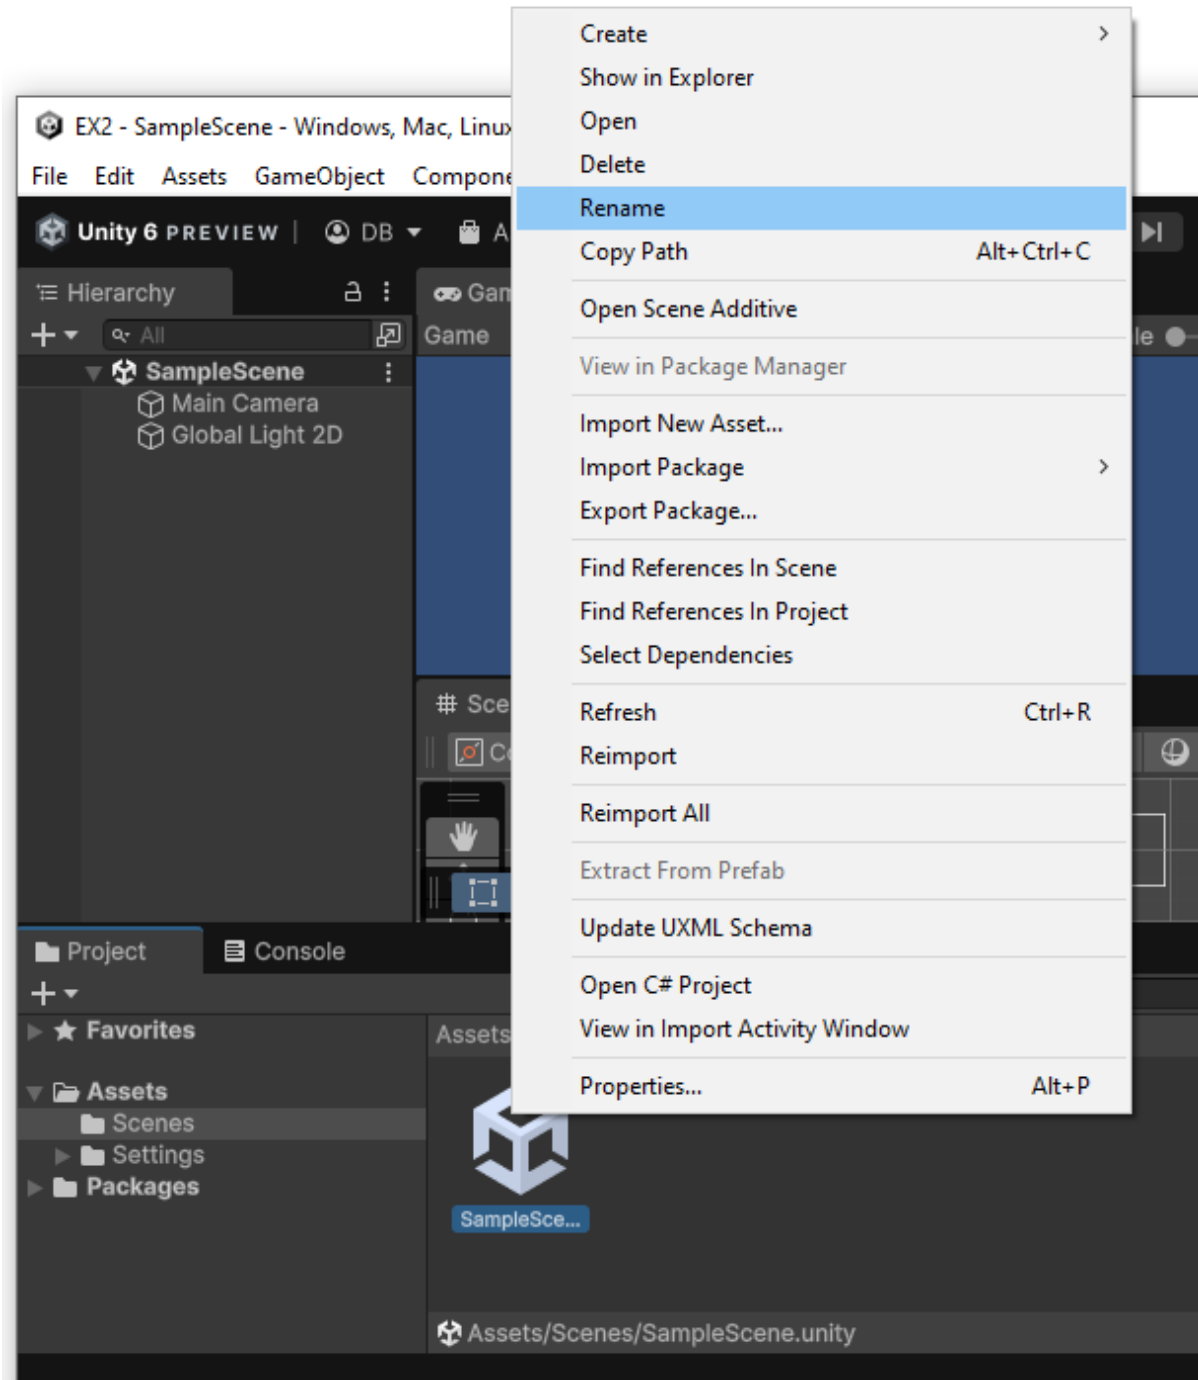 Create
Show in Explorer
Open
Delete
Rename
Copy Path Alt+Ctrl+C
Open Scene Additive
View in Package Manager
Import New Asset...
Import Package
Export Package...
Find References In Scene
Find References In Project
Select Dependencies
Refresh Ctrl+R
Reimport
Reimport All
Extract From Prefab
Update UXML Schema
Open C# Project
View in Import Activity Window
Properties... Alt+P
EX2 - SampleScene - Windows, Mac, Linux
File Edit Assets GameObject Compone
Unity 6 PREVIEW DB A
Hierarchy
All
SampleScene
Main Camera
Global Light 2D
Gam
Game
le
Sce
Project Console
Favorites
Assets
Scenes
Settings
Packages
Assets
SampleSce...
Assets/Scenes/SampleScene.unity